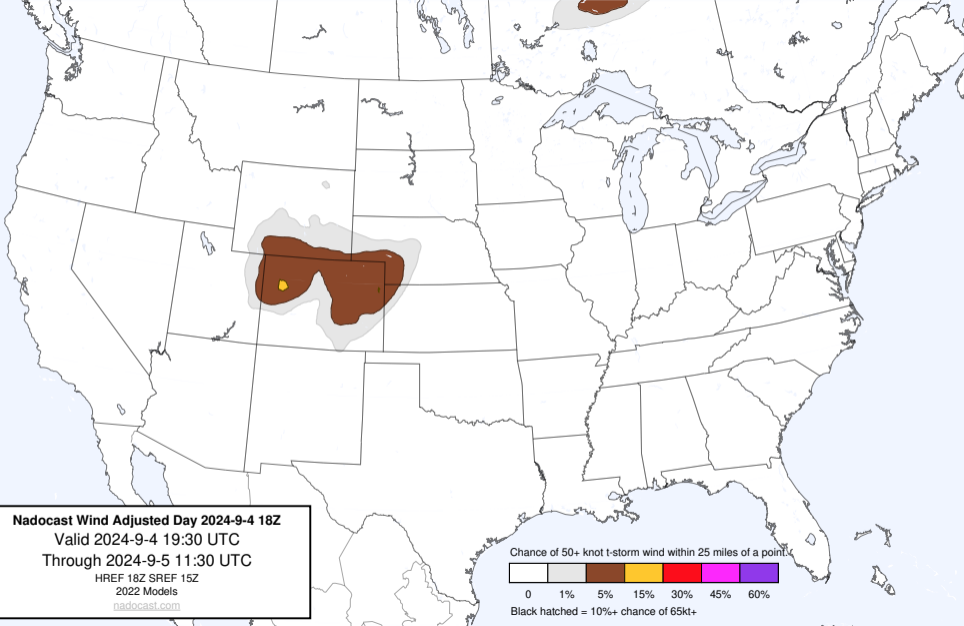 Nadocast Wind Adjusted Day 2024-9-4 18Z
Valid 2024-9-4 19:30 UTC
Through 2024-9-5 11:30 UTC
HREF 18Z SREF 15Z
2022 Models
nadocast.com
Chance of 50+ knot t-storm wind within 25 miles of a point.
0 1% 5% 15% 30% 45% 60%
Black hatched = 10%+ chance of 65kt+